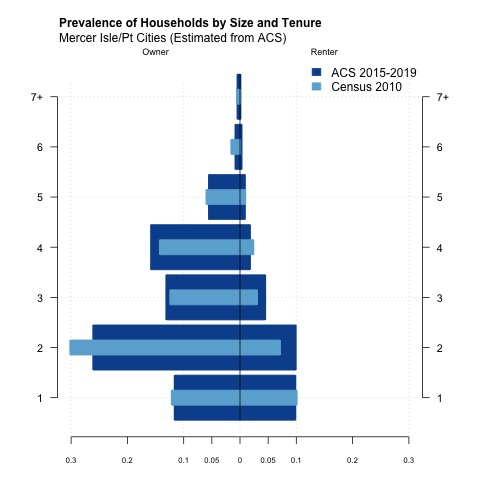 Prevalence of Households by Size and Tenure
Mercer Isle/Pt Cities (Estimated from ACS)
Owner Renter
ACS 2015-2019
Census 2010
7+ 7+
6 6
5 5
4 4
3 3
2 2
1 1
0.3 0.2 0.1 0.05 0 0.05 0.1 0.2 0.3